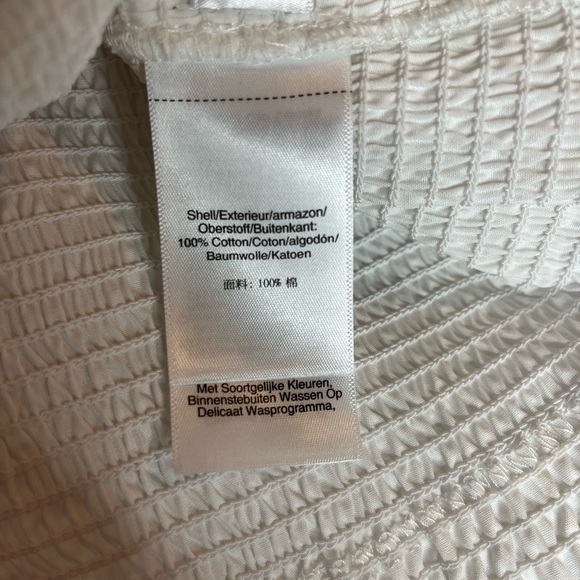 Shell/Exterieur/armazon/
Oberstoff/Buitenkant:
100% Cotton/Coton/algodón/
Baumwolle/Katoen
面料: 100% 棉
Met Soortgelijke Kleuren,
Binnenstebuiten Wassen Op
Delicaat Wasprogramma,